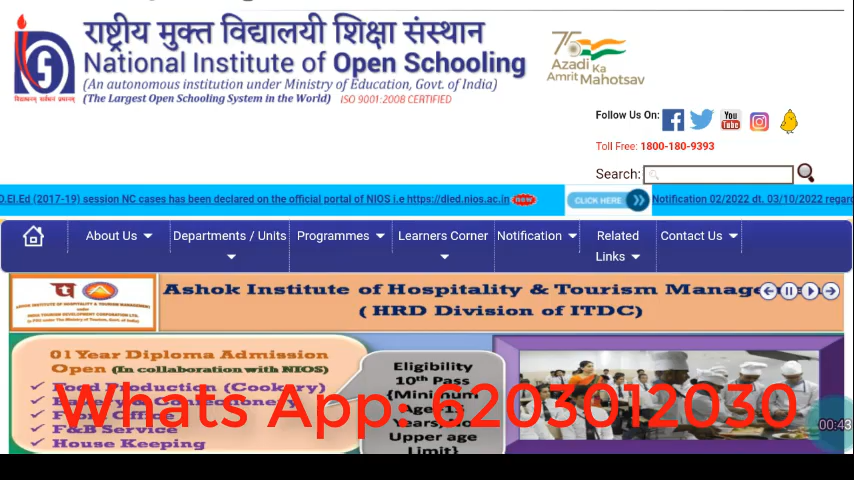 राष्ट्रीय मुक्त विद्यालयी शिक्षा संस्थान
National Institute of Open Schooling
(An autonomous institution under Ministry of Education, Govt. of India)
(The Largest Open Schooling System in the World) ISO 9001:2008 CERTIFIED
75
Azadi Ka
Amrit Mahotsav
Follow Us On:
You Tube
Toll Free: 1800-180-9393
Search:
D.El.Ed (2017-19) session NC cases has been declared on the official portal of NIOS i.e https://dled.nios.ac.in new
CLICK HERE
Notification 02/2022 dt. 03/10/2022 regard
About Us
Departments / Units
Programmes
Learners Corner
Notification
Related Links
Contact Us
Ashok Institute of Hospitality & Tourism
( HRD Division of ITDC)
01 Year Diploma Admission
Open (In collaboration with NIOS)
Food Production (Cookery)
F&B Service
House Keeping
Eligibility
10th Pass
Upper age
Limit}
Whats App: 6203012030
00:43